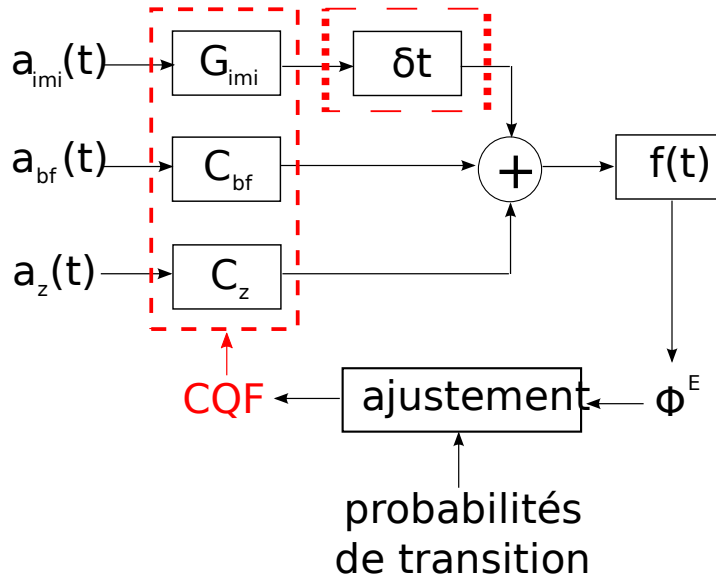 a_imi(t) G_imi δt
a_bf(t) C_bf + f(t)
a_z(t) C_z
CQF ajustement Φ^E
probabilités
de transition